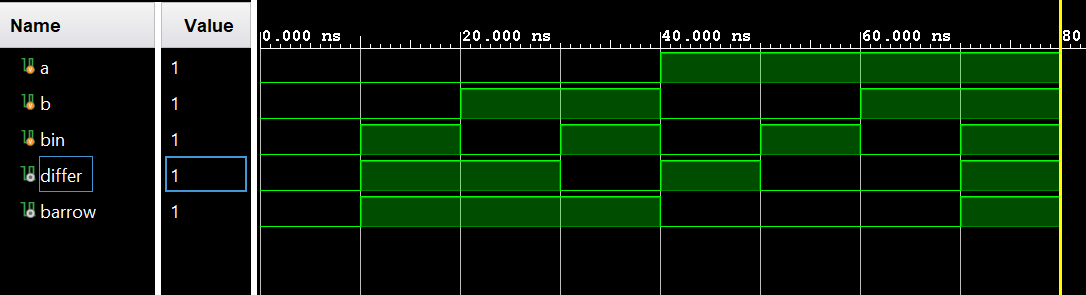 Name Value
0.000 ns 20.000 ns 40.000 ns 60.000 ns 80
a 1
b 1
bin 1
differ 1
barrow 1